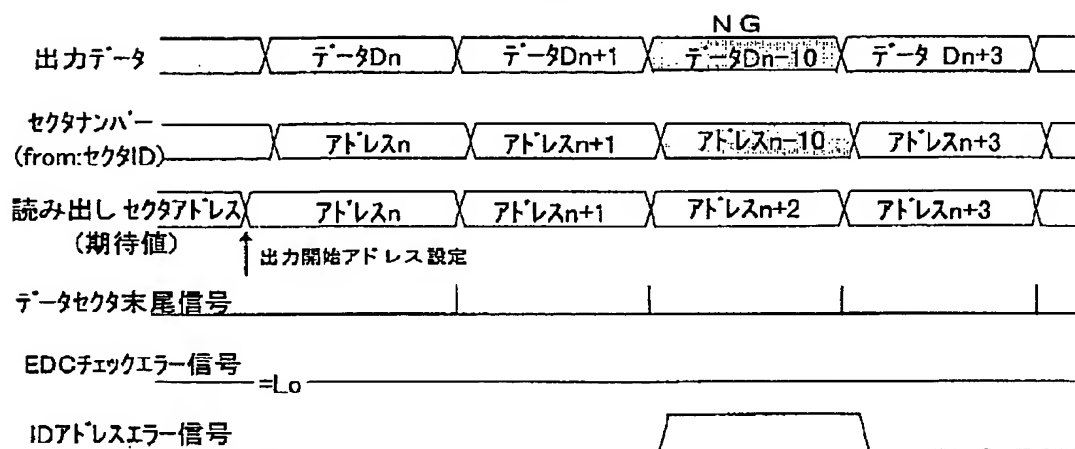 NG
出力データ データDn データDn+1 データDn-10 データ Dn+3
セクタナンバー
(from:セクタID) アドレスn アドレスn+1 アドレスn-10 アドレスn+3
読み出しセクタアドレス アドレスn アドレスn+1 アドレスn+2 アドレスn+3
(期待値)
出力開始アドレス設定
データセクタ末尾信号
EDCチェックエラー信号 =Lo
IDアドレスエラー信号